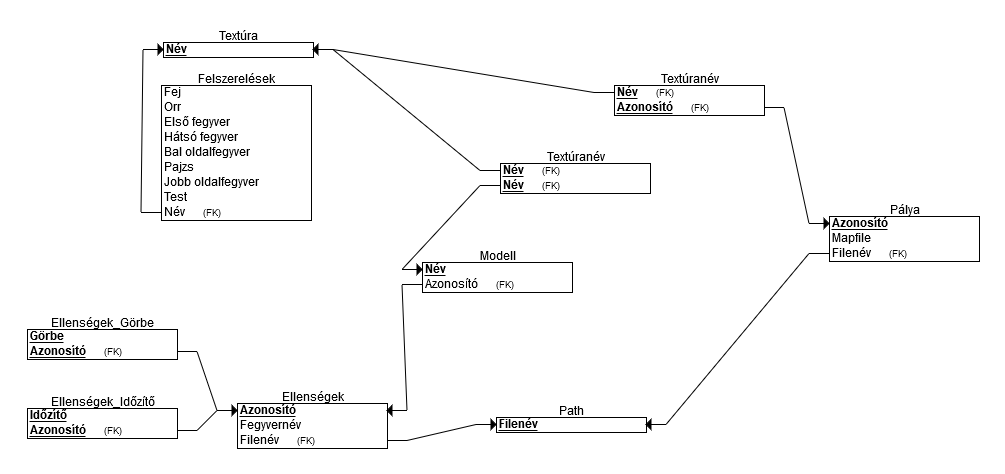 Textúra
Név
Felszerelések
Fej
Orr
Első fegyver
Hátsó fegyver
Bal oldalfegyver
Pajzs
Jobb oldalfegyver
Test
Név (FK)
Textúranév
Név (FK)
Azonosító (FK)
Textúranév
Név (FK)
Név (FK)
Pálya
Azonosító
Mapfile
Filenév (FK)
Modell
Név
Azonosító (FK)
Ellenségek_Görbe
Görbe
Azonosító (FK)
Ellenségek_Időzítő
Időzítő
Azonosító (FK)
Ellenségek
Azonosító
Fegyvernév
Filenév (FK)
Path
Filenév